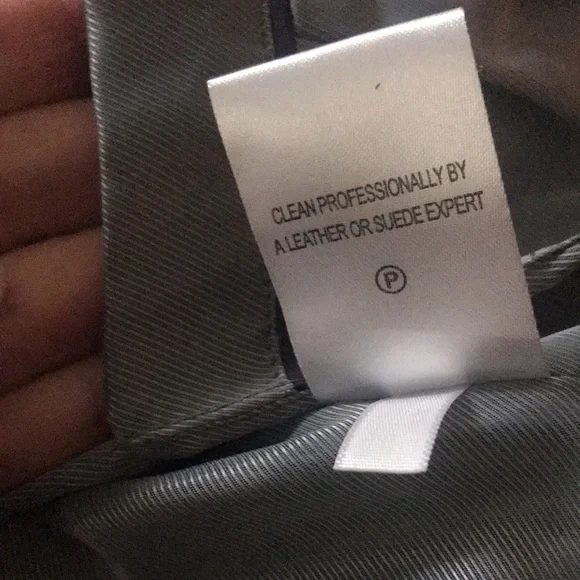 CLEAN PROFESSIONALLY BY
A LEATHER OR SUEDE EXPERT
P